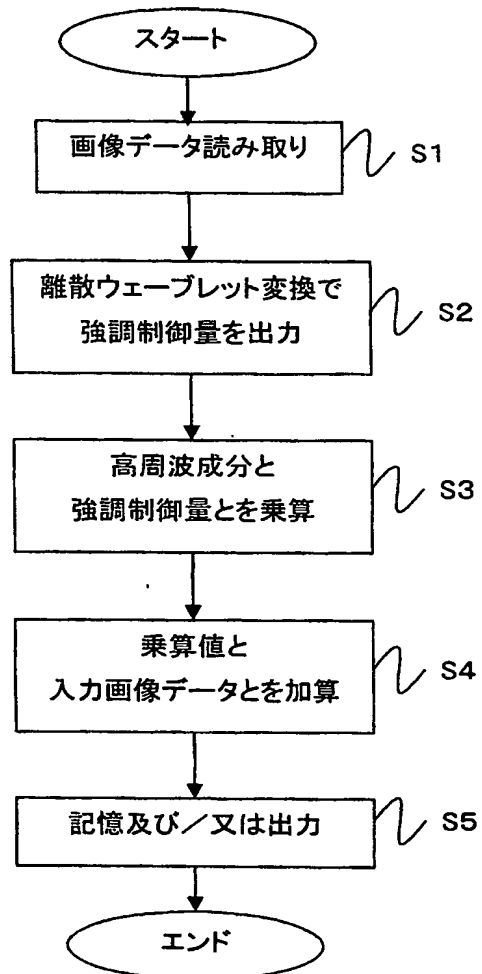 スタート
画像データ読み取り
S1
離散ウェーブレット変換で
強調制御量を出力
S2
高周波成分と
強調制御量とを乗算
S3
乗算値と
入力画像データとを加算
S4
記憶及び／又は出力
S5
エンド